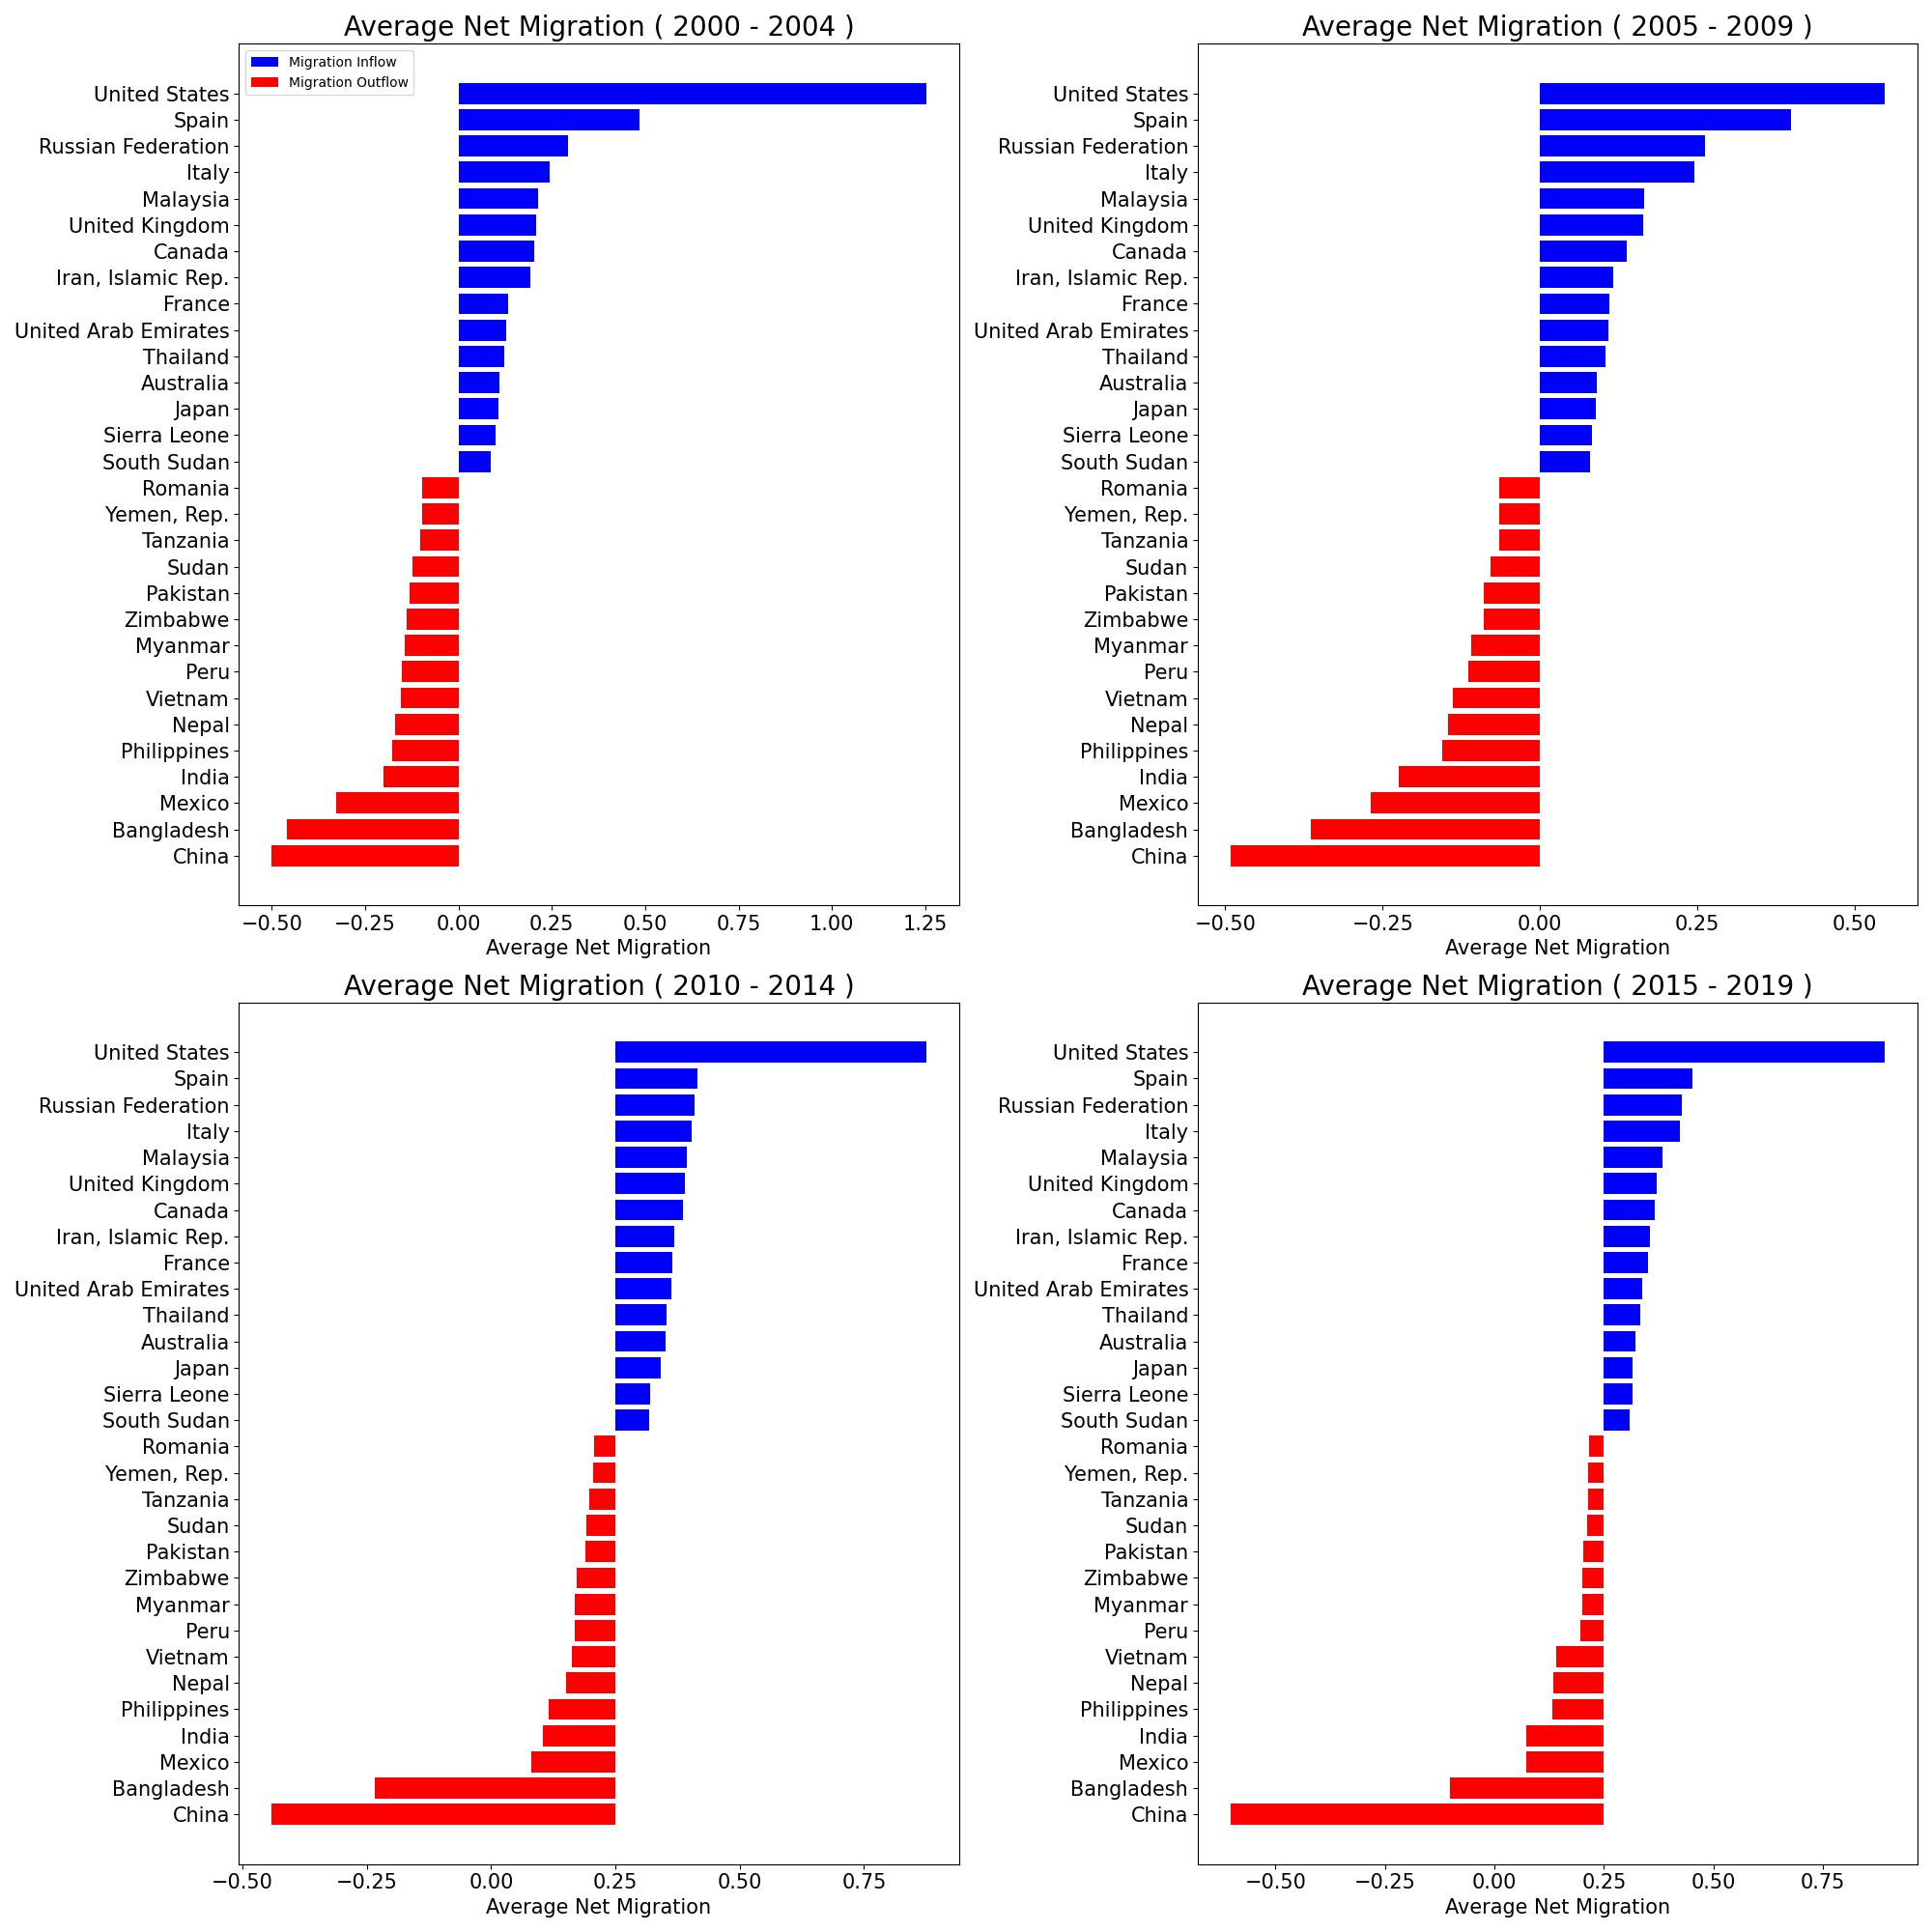 Average Net Migration ( 2000 - 2004 )
Migration Inflow
Migration Outflow
United States
Spain
Russian Federation
Italy
Malaysia
United Kingdom
Canada
Iran, Islamic Rep.
France
United Arab Emirates
Thailand
Australia
Japan
Sierra Leone
South Sudan
Romania
Yemen, Rep.
Tanzania
Sudan
Pakistan
Zimbabwe
Myanmar
Peru
Vietnam
Nepal
Philippines
India
Mexico
Bangladesh
China
−0.50 −0.25 0.00 0.25 0.50 0.75 1.00 1.25
Average Net Migration
Average Net Migration ( 2005 - 2009 )
United States
Spain
Russian Federation
Italy
Malaysia
United Kingdom
Canada
Iran, Islamic Rep.
France
United Arab Emirates
Thailand
Australia
Japan
Sierra Leone
South Sudan
Romania
Yemen, Rep.
Tanzania
Sudan
Pakistan
Zimbabwe
Myanmar
Peru
Vietnam
Nepal
Philippines
India
Mexico
Bangladesh
China
−0.50 −0.25 0.00 0.25 0.50
Average Net Migration
Average Net Migration ( 2010 - 2014 )
United States
Spain
Russian Federation
Italy
Malaysia
United Kingdom
Canada
Iran, Islamic Rep.
France
United Arab Emirates
Thailand
Australia
Japan
Sierra Leone
South Sudan
Romania
Yemen, Rep.
Tanzania
Sudan
Pakistan
Zimbabwe
Myanmar
Peru
Vietnam
Nepal
Philippines
India
Mexico
Bangladesh
China
−0.50 −0.25 0.00 0.25 0.50 0.75
Average Net Migration
Average Net Migration ( 2015 - 2019 )
United States
Spain
Russian Federation
Italy
Malaysia
United Kingdom
Canada
Iran, Islamic Rep.
France
United Arab Emirates
Thailand
Australia
Japan
Sierra Leone
South Sudan
Romania
Yemen, Rep.
Tanzania
Sudan
Pakistan
Zimbabwe
Myanmar
Peru
Vietnam
Nepal
Philippines
India
Mexico
Bangladesh
China
−0.50 −0.25 0.00 0.25 0.50 0.75
Average Net Migration